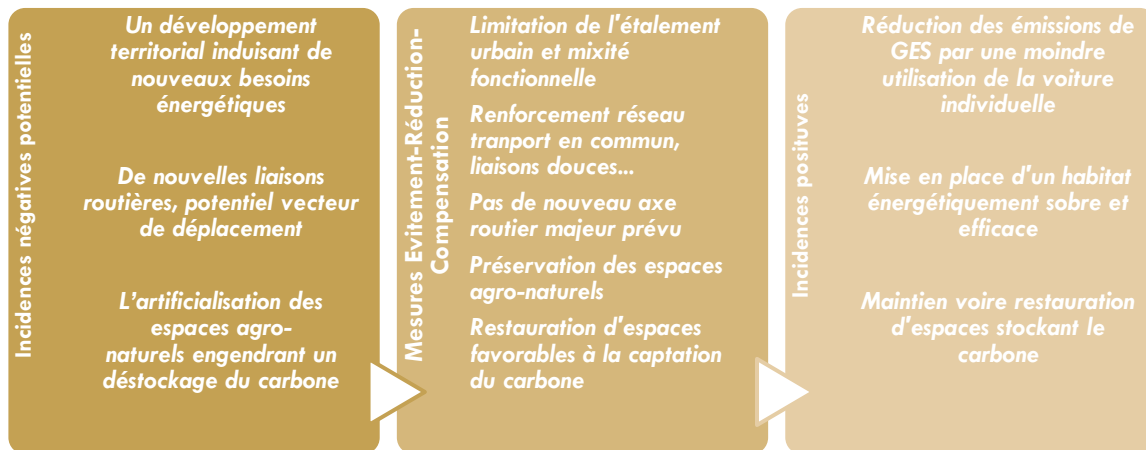 Incidences négatives potentielles
Un développement
territorial induisant de
nouveaux besoins
énergétiques
De nouvelles liaisons
routières, potentiel vecteur
de déplacement
L'artificialisation des
espaces agro-
naturels engendrant un
déstockage du carbone
Mesures Evitement-Réduction-
Compensation
Limitation de l'étalement
urbain et mixité
fonctionnelle
Renforcement réseau
tranport en commun,
liaisons douces...
Pas de nouveau axe
routier majeur prévu
Préservation des espaces
agro-naturels
Restauration d'espaces
favorables à la captation
du carbone
Incidences posituves
Réduction des émissions de
GES par une moindre
utilisation de la voiture
individuelle
Mise en place d'un habitat
énergétiquement sobre et
efficace
Maintien voire restauration
d'espaces stockant le
carbone